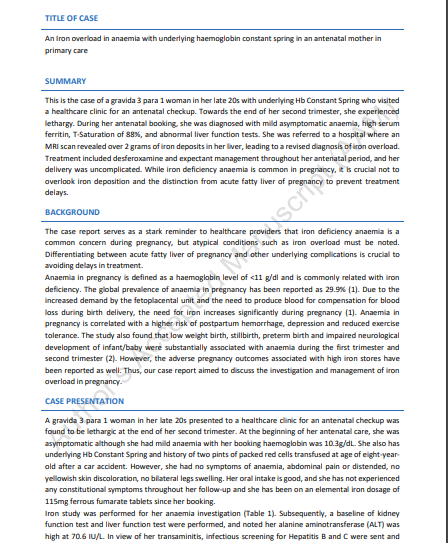 TITLE OF CASE
An Iron overload in anaemia with underlying haemoglobin constant spring in an antenatal mother in
primary care
SUMMARY
This is the case of a gravida 3 para 1 woman in her late 20s with underlying Hb Constant Spring who visited
a healthcare clinic for an antenatal checkup. Towards the end of her second trimester, she experienced
lethargy. During her antenatal booking, she was diagnosed with mild asymptomatic anaemia, high serum
ferritin, T-Saturation of 88%, and abnormal liver function tests. She was referred to a hospital where an
MRI scan revealed over 2 grams of iron deposits in her liver, leading to a revised diagnosis of iron overload.
Treatment included desferoxamine and expectant management throughout her antenatal period, and her
delivery was uncomplicated. While iron deficiency anaemia is common in pregnancy, it is crucial not to
overlook iron deposition and the distinction from acute fatty liver of pregnancy to prevent treatment
delays.
BACKGROUND
The case report serves as a stark reminder to healthcare providers that iron deficiency anaemia is a
common concern during pregnancy, but atypical conditions such as iron overload must be noted.
Differentiating between acute fatty liver of pregnancy and other underlying complications is crucial to
avoiding delays in treatment.
Anaemia in pregnancy is defined as a haemoglobin level of <11 g/dl and is commonly related with iron
deficiency. The global prevalence of anaemia in pregnancy has been reported as 29.9% (1). Due to the
increased demand by the fetoplacental unit and the need to produce blood for compensation for blood
loss during birth delivery, the need for iron increases significantly during pregnancy (1). Anaemia in
pregnancy is correlated with a higher risk of postpartum hemorrhage, depression and reduced exercise
tolerance. The study also found that low weight birth, stillbirth, preterm birth and impaired neurological
development of infant/baby were substantially associated with anaemia during the first trimester and
second trimester (2). However, the adverse pregnancy outcomes associated with high iron stores have
been reported as well. Thus, our case report aimed to discuss the investigation and management of iron
overload in pregnancy.
CASE PRESENTATION
A gravida 3 para 1 woman in her late 20s presented to a healthcare clinic for an antenatal checkup was
found to be lethargic at the end of her second trimester. At the beginning of her antenatal care, she was
asymptomatic although she had mild anaemia with her booking haemoglobin was 10.3g/dL. She also has
underlying Hb Constant Spring and history of two pints of packed red cells transfused at age of eight-year-
old after a car accident. However, she had no symptoms of anaemia, abdominal pain or distended, no
yellowish skin discoloration, no bilateral legs swelling. Her oral intake is good, and she has not experienced
any constitutional symptoms throughout her follow-up and she has been on an elemental iron dosage of
115mg ferrous fumarate tablets since her booking.
Iron study was performed for her anaemia investigation (Table 1). Subsequently, a baseline of kidney
function test and liver function test were performed, and noted her alanine aminotransferase (ALT) was
high at 70.6 IU/L. In view of her transaminitis, infectious screening for Hepatitis B and C were sent and